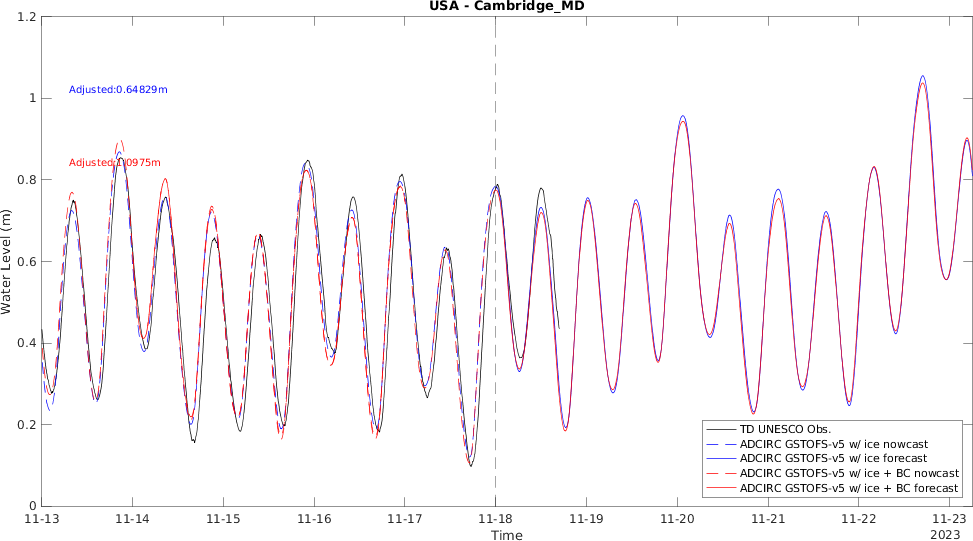 USA - Cambridge_MD
1.2
1
0.8
0.6
0.4
0.2
0
Water Level (m)
Adjusted:0.64829m
Adjusted: 0975m
TD UNESCO Obs.
ADCIRC GSTOFS-v5 w/ ice nowcast
ADCIRC GSTOFS-v5 w/ ice forecast
ADCIRC GSTOFS-v5 w/ ice + BC nowcast
ADCIRC GSTOFS-v5 w/ ice + BC forecast
11-13 11-14 11-15 11-16 11-17 11-18 11-19 11-20 11-21 11-22 11-23
2023
Time